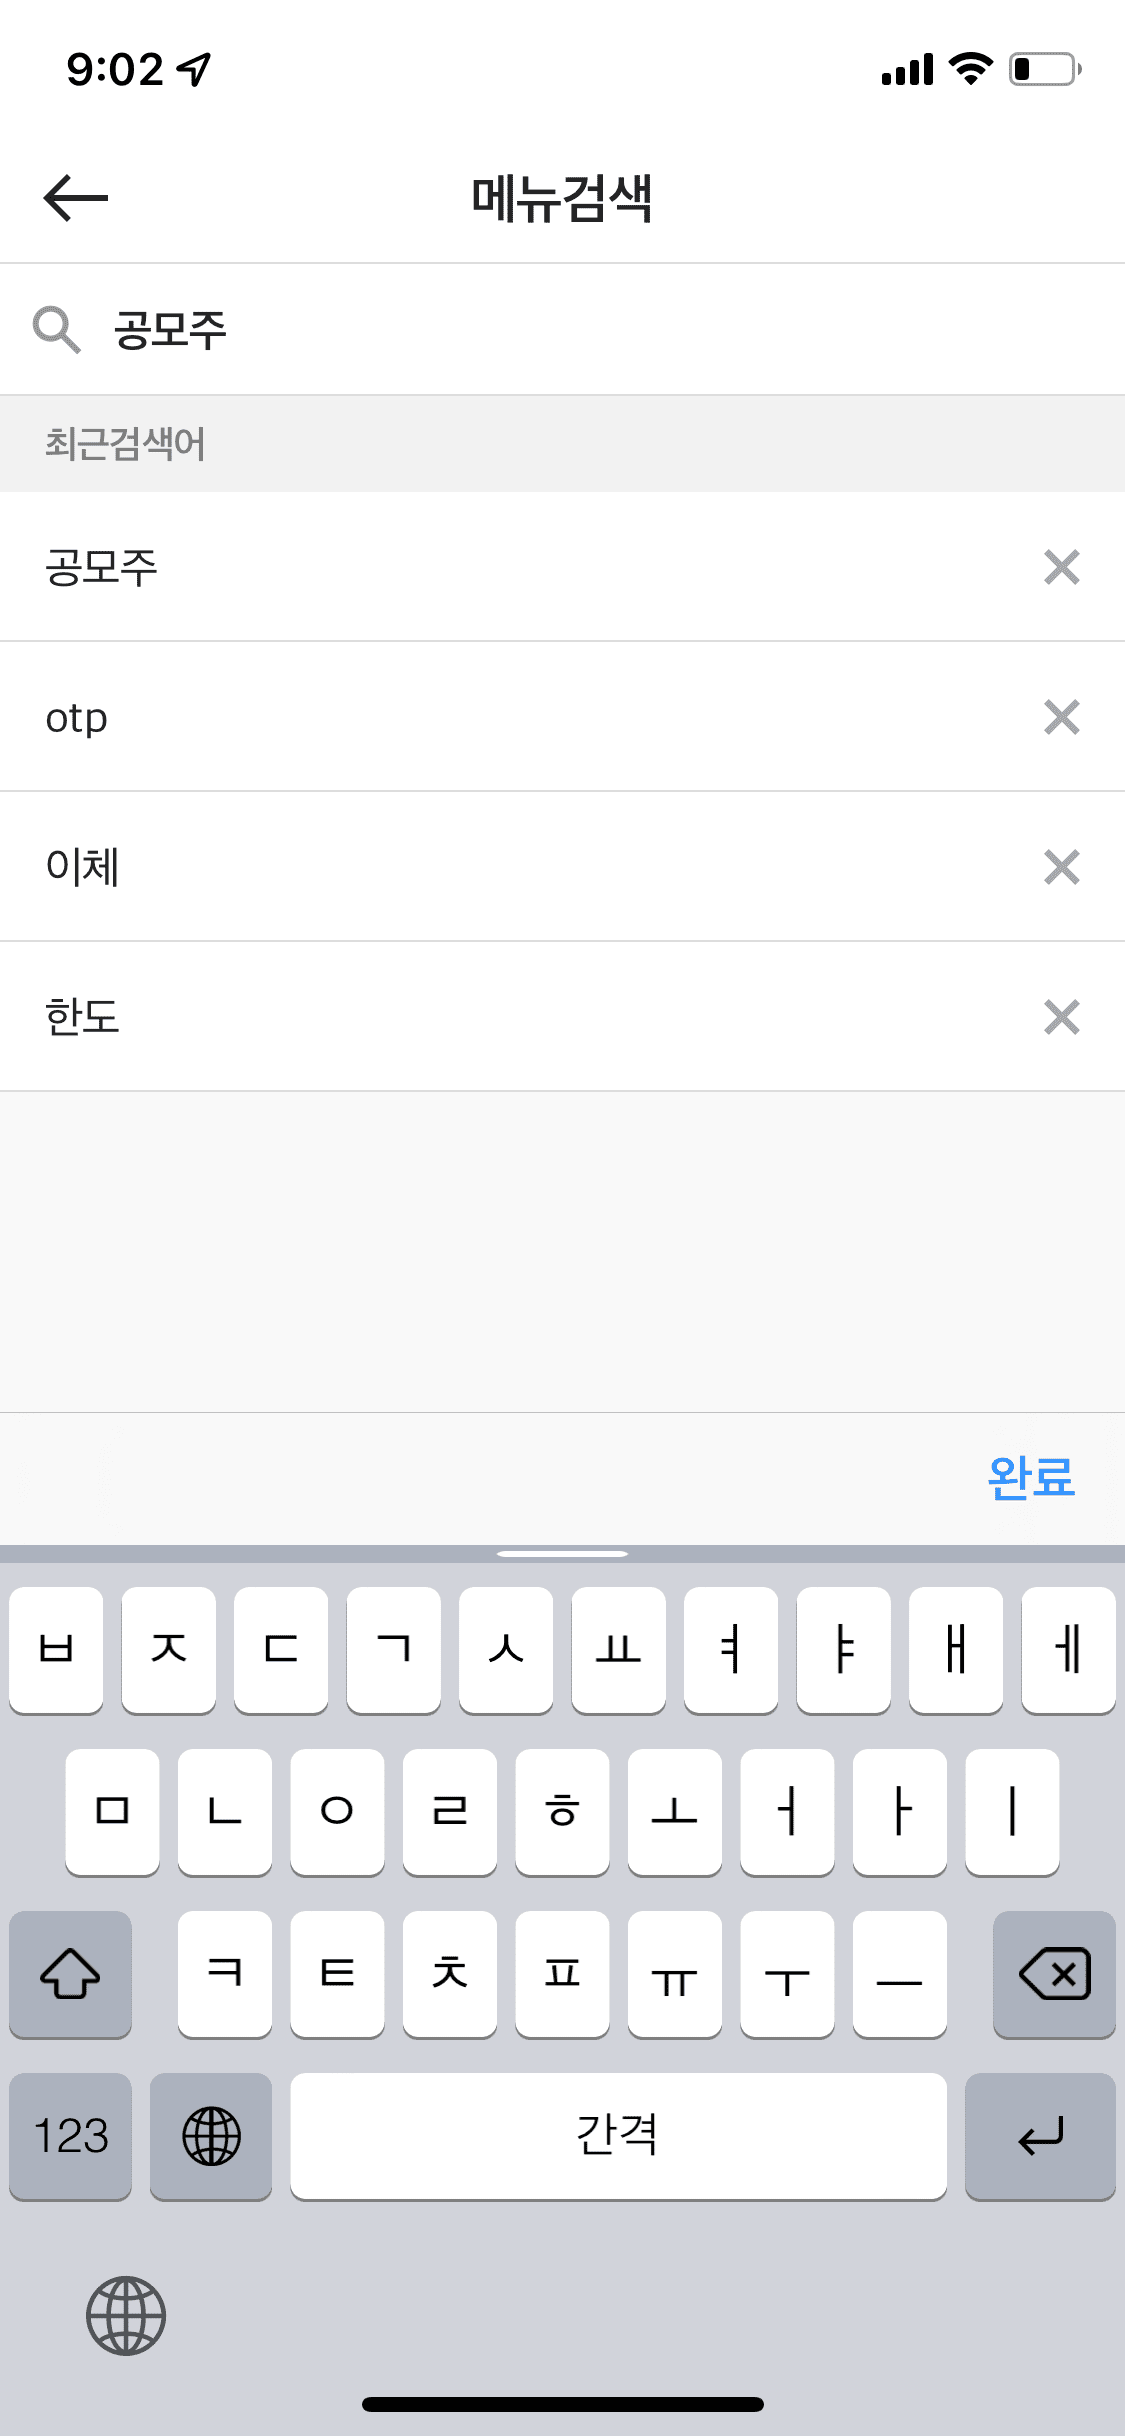 9:02
메뉴검색
공모주
최근검색어
공모주
otp
이체
한도
완료
ㅂ ㅈ ㄷ ㄱ ㅅ ㅛ ㅕ ㅑ ㅐ ㅔ
ㅁ ㄴ ㅇ ㄹ ㅎ ㅗ ㅓ ㅏ ㅣ
ㅋ ㅌ ㅊ ㅍ ㅠ ㅜ ㅡ
123 간격